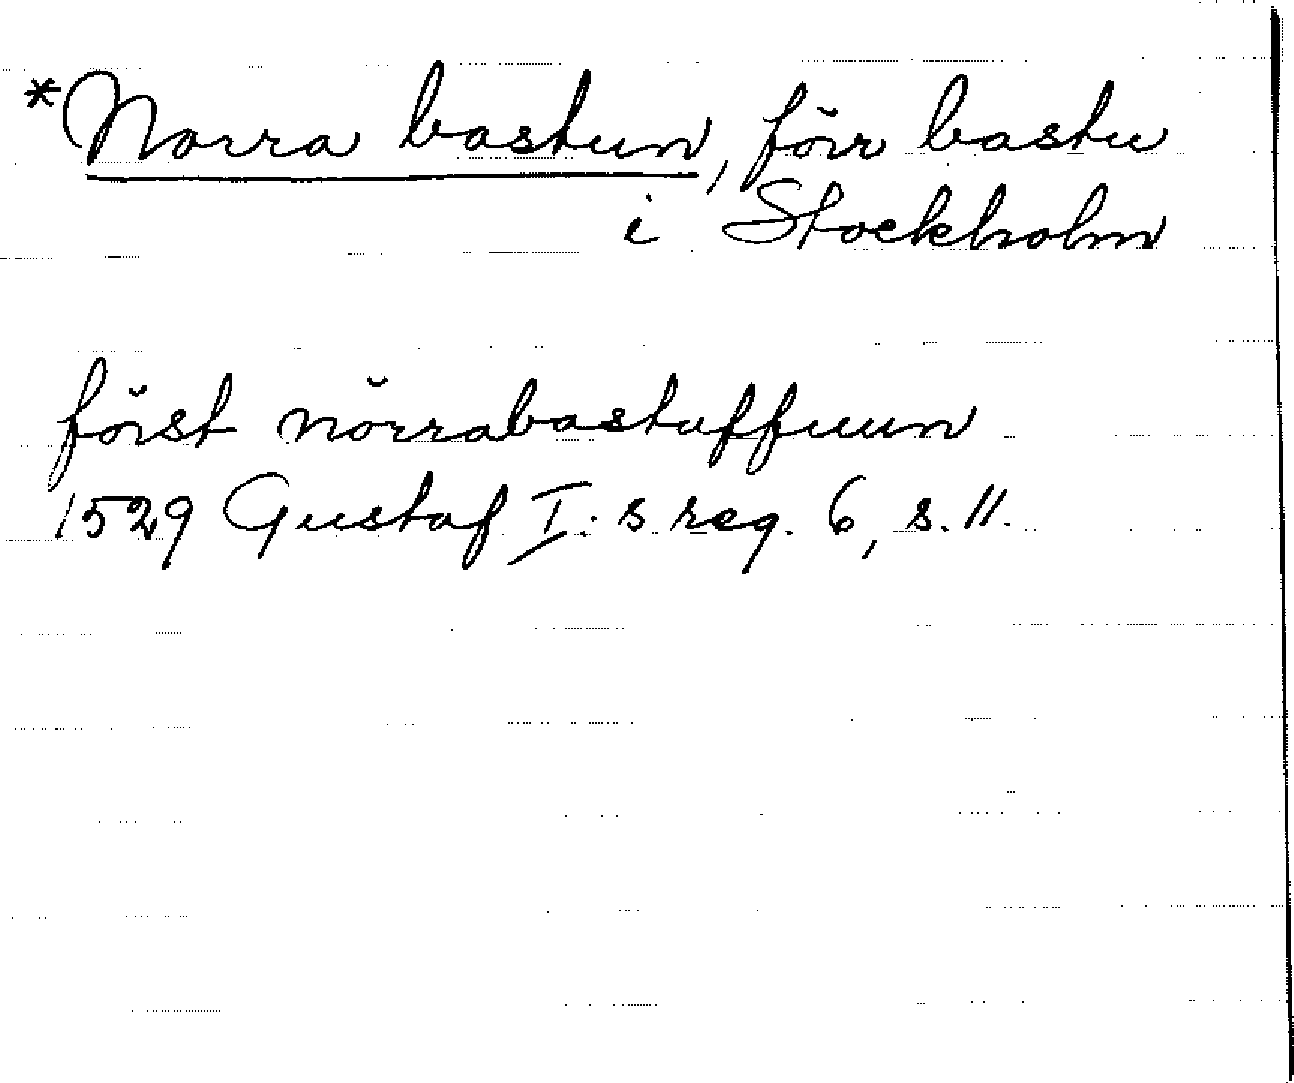 *Norra bastun, förr bastu
i Stockholm
först nörrabastuffuun
1529 Gustaf I:s reg. 6, s. 11.